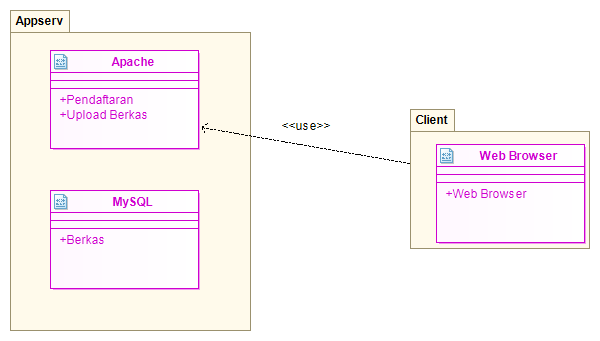 Appserv
Apache
+Pendaftaran
+Upload Berkas
MySQL
+Berkas
<<use>>
Client
Web Browser
+Web Browser